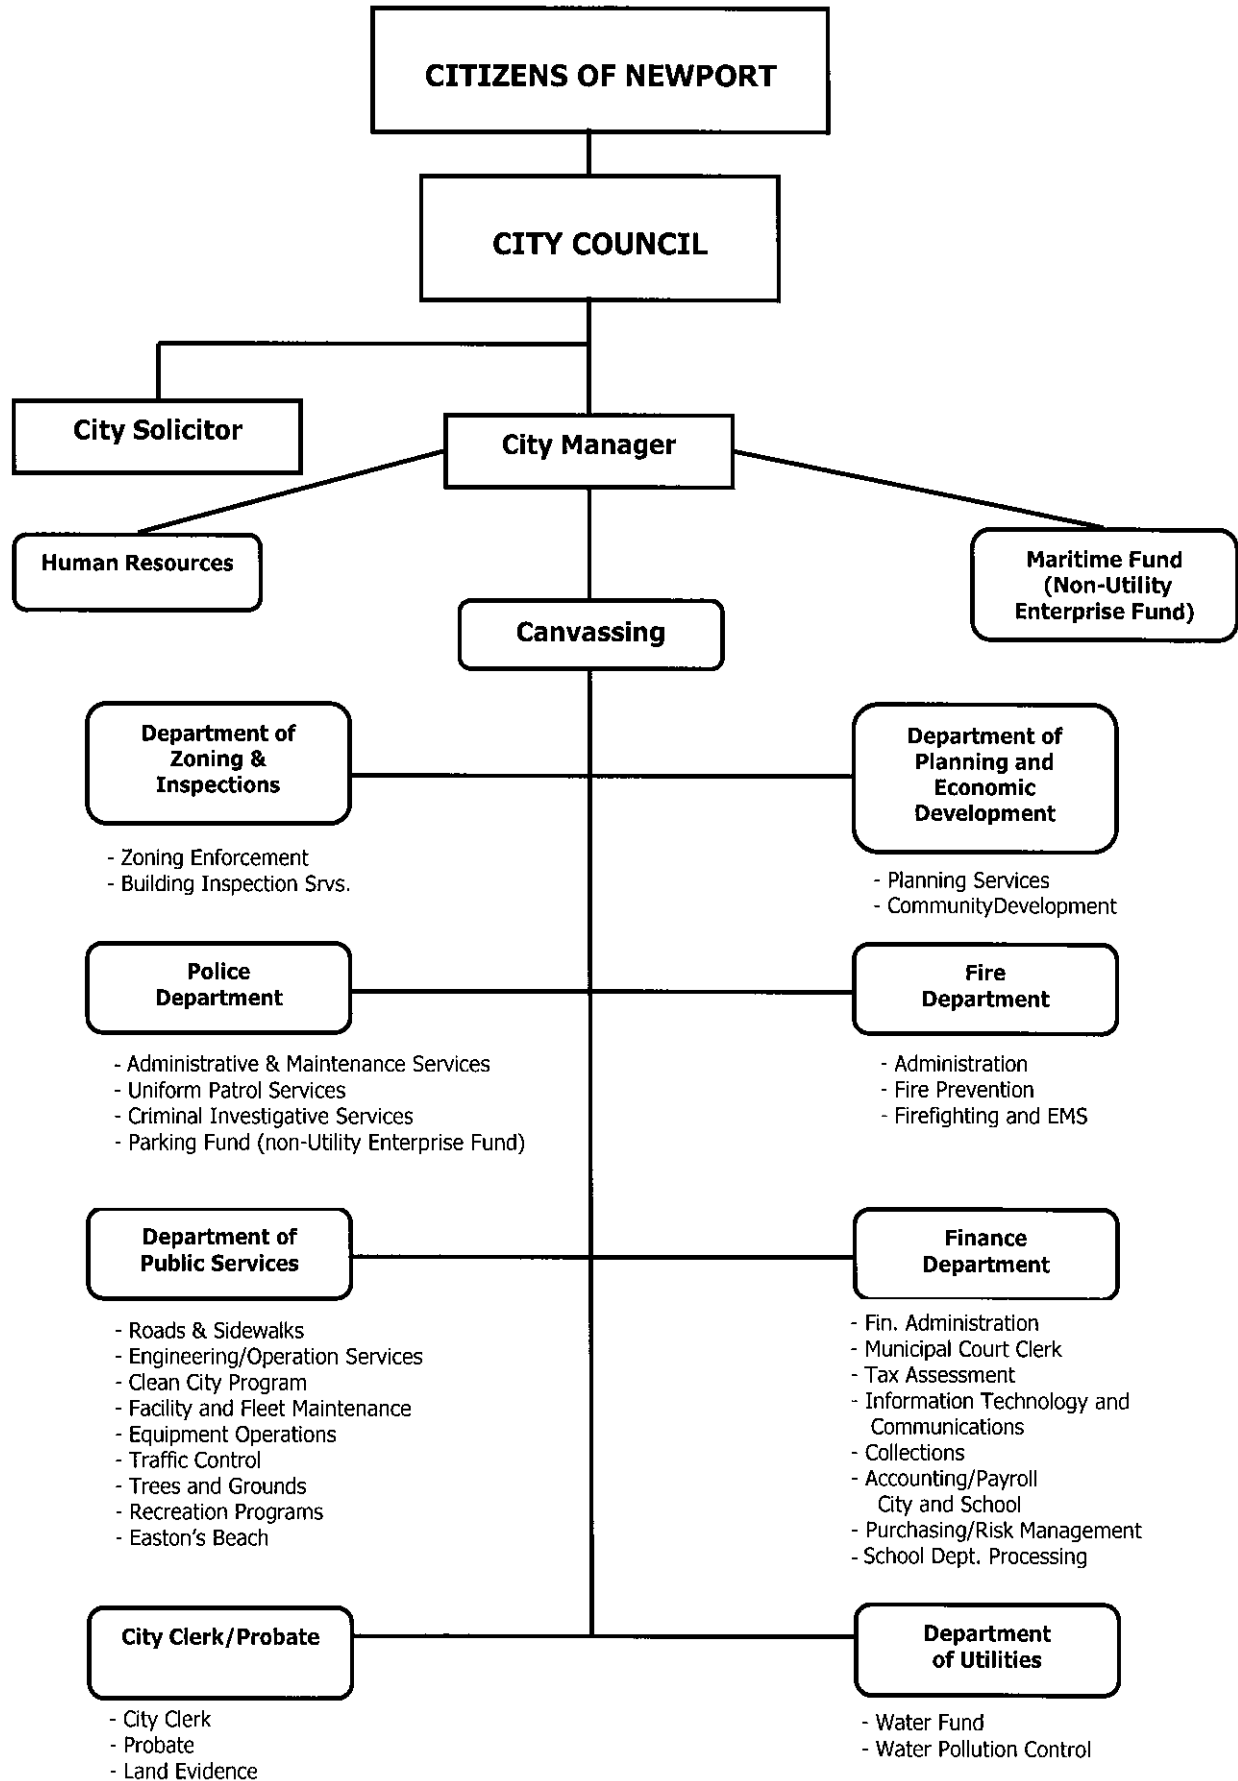 CITIZENS OF NEWPORT
CITY COUNCIL
City Solicitor
City Manager
Human Resources
Maritime Fund
(Non-Utility
Enterprise Fund)
Canvassing
Department of
Zoning &
Inspections
- Zoning Enforcement
- Building Inspection Srvs.
Department of
Planning and
Economic
Development
- Planning Services
- CommunityDevelopment
Police
Department
- Administrative & Maintenance Services
- Uniform Patrol Services
- Criminal Investigative Services
- Parking Fund (non-Utility Enterprise Fund)
Fire
Department
- Administration
- Fire Prevention
- Firefighting and EMS
Department of
Public Services
- Roads & Sidewalks
- Engineering/Operation Services
- Clean City Program
- Facility and Fleet Maintenance
- Equipment Operations
- Traffic Control
- Trees and Grounds
- Recreation Programs
- Easton's Beach
Finance
Department
- Fin. Administration
- Municipal Court Clerk
- Tax Assessment
- Information Technology and
Communications
- Collections
- Accounting/Payroll
City and School
- Purchasing/Risk Management
- School Dept. Processing
City Clerk/Probate
- City Clerk
- Probate
- Land Evidence
Department
of Utilities
- Water Fund
- Water Pollution Control